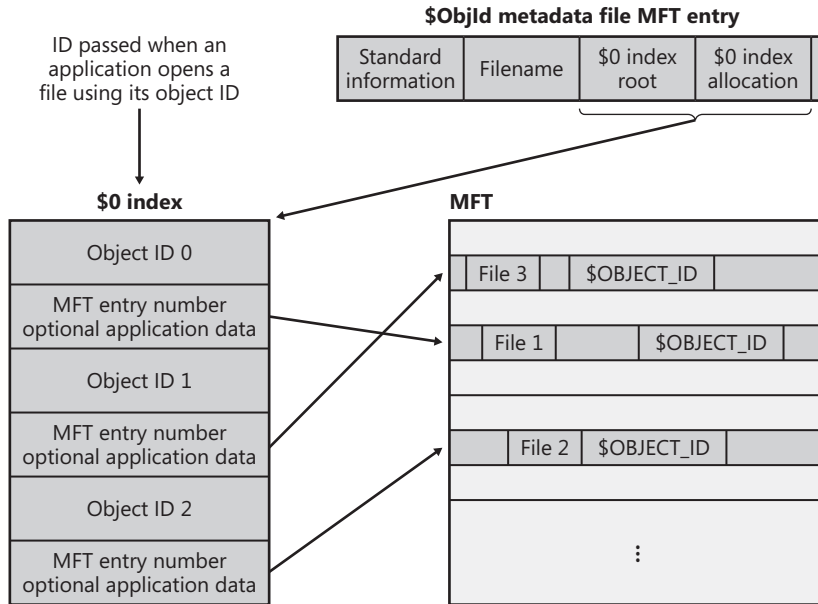 $ObjId metadata file MFT entry
ID passed when an
application opens a
file using its object ID
Standard
information
Filename
$0 index
root
$0 index
allocation
$0 index
Object ID 0
MFT entry number
optional application data
Object ID 1
MFT entry number
optional application data
Object ID 2
MFT entry number
optional application data
MFT
File 3
$OBJECT_ID
File 1
$OBJECT_ID
File 2
$OBJECT_ID
...